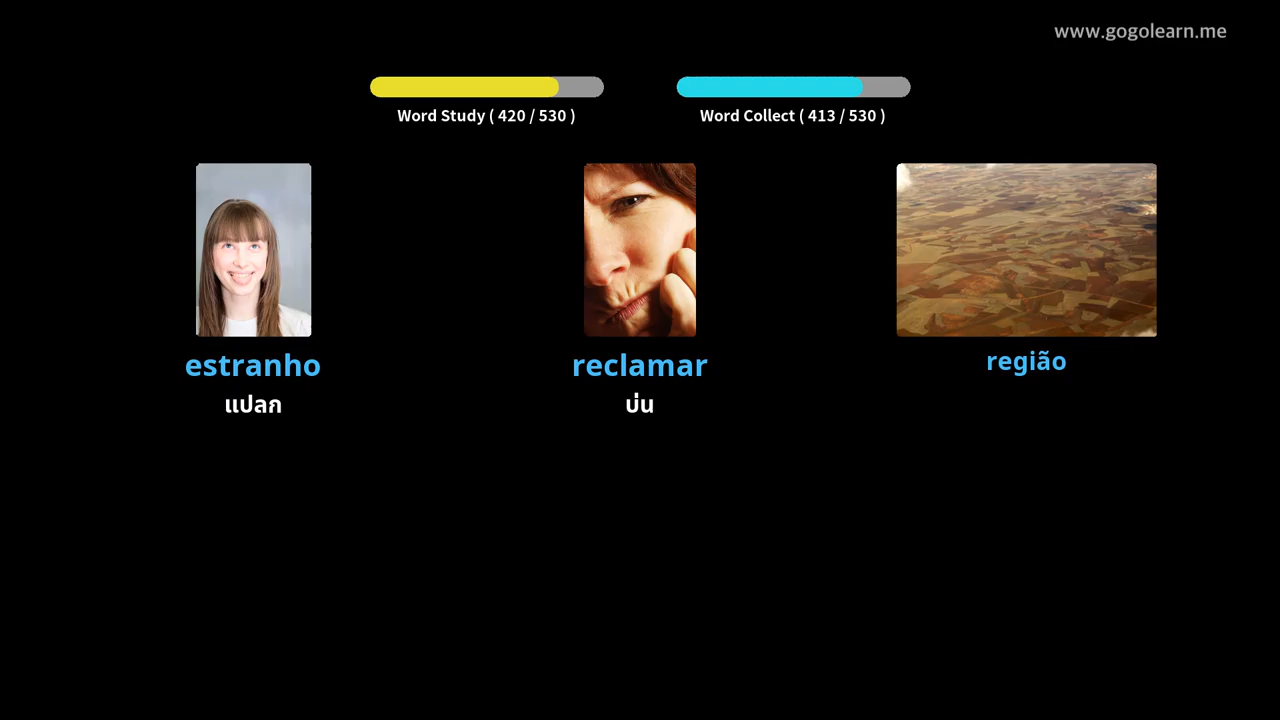 www.gogolearn.me
Word Study ( 420 / 530 )
Word Collect ( 413 / 530 )
estranho
แปลก
reclamar
บ่น
região